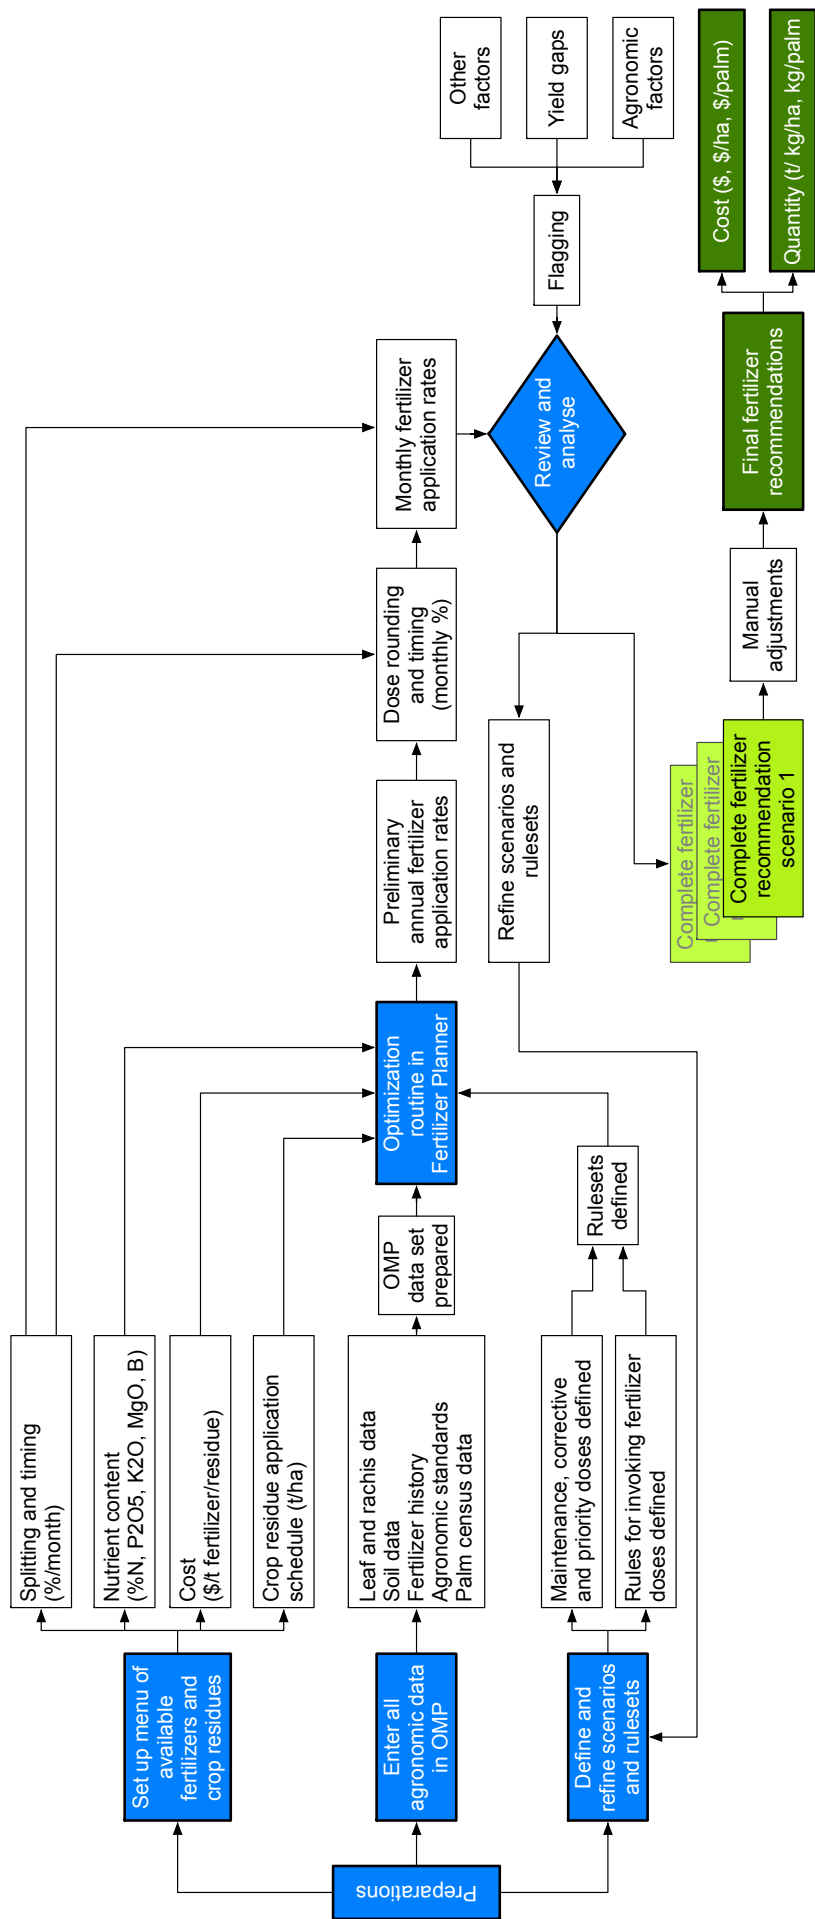 Preparations
Set up menu of
available
fertilizers and
crop residues
Enter all
agronomic data
in OMP
Define and
refine scenarios
and rulesets
Splitting and timing
(%/month)
Nutrient content
(%N, P2O5, K2O, MgO, B)
Cost
($/t fertilizer/residue)
Crop residue application
schedule (t/ha)
Leaf and rachis data
Soil data
Fertilizer history
Agronomic standards
Palm census data
Maintenance, corrective
and priority doses defined
Rules for invoking fertilizer
doses defined
OMP
data set
prepared
Rulesets
defined
Optimization
routine in
Fertilizer Planner
Preliminary
annual fertilizer
application rates
Dose rounding
and timing
(monthly %)
Monthly fertilizer
application rates
Refine scenarios and
rulesets
Review and
analyse
Flagging
Other
factors
Yield gaps
Agronomic
factors
Complete fertilizer
Complete fertilizer
Complete fertilizer
recommendation
scenario 1
Manual
adjustments
Final fertilizer
recommendations
Cost ($, $/ha, $/palm)
Quantity (t/ kg/ha, kg/palm